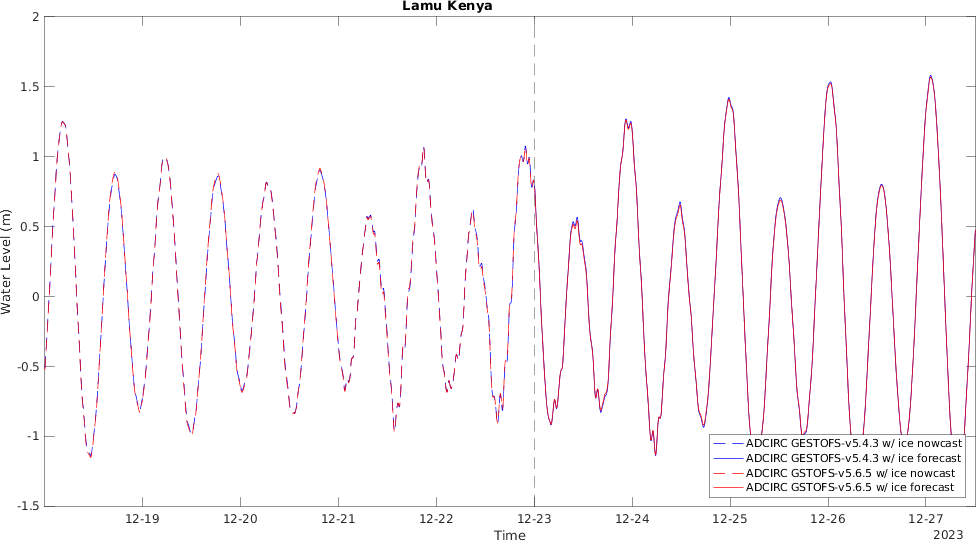 Lamu Kenya
Water Level (m)
2
1.5
1
0.5
0
-0.5
-1
-1.5
12-19
12-20
12-21
12-22
12-23
12-24
12-25
12-26
12-27
Time
2023
ADCIRC GESTOFS-v5.4.3 w/ ice nowcast
ADCIRC GESTOFS-v5.4.3 w/ ice forecast
ADCIRC GSTOFS-v5.6.5 w/ ice nowcast
ADCIRC GSTOFS-v5.6.5 w/ ice forecast